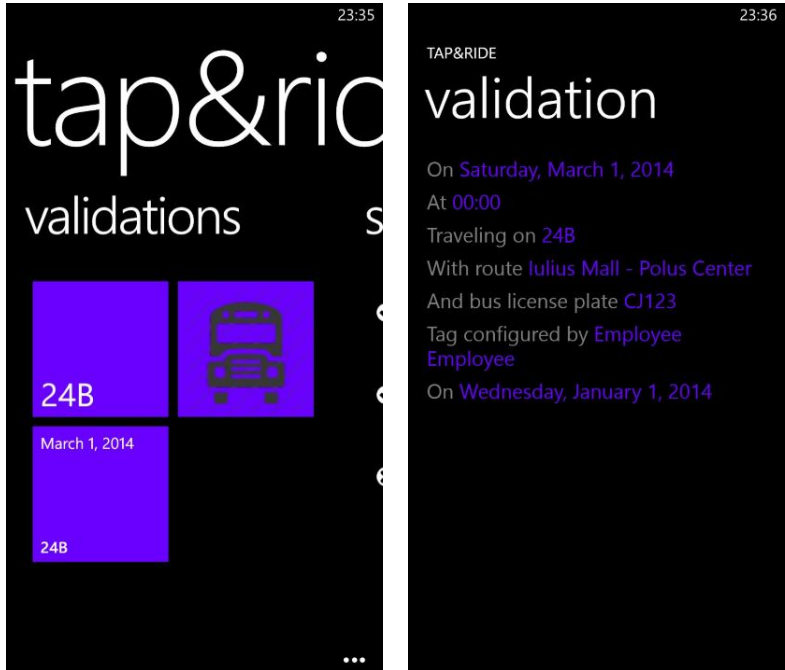 23:35
tap&ric
validations
s
24B
March 1, 2014
24B
23:36
TAP&RIDE
validation
On Saturday, March 1, 2014
At 00:00
Traveling on 24B
With route Iulius Mall - Polus Center
And bus license plate CJ123
Tag configured by Employee
Employee
On Wednesday, January 1, 2014